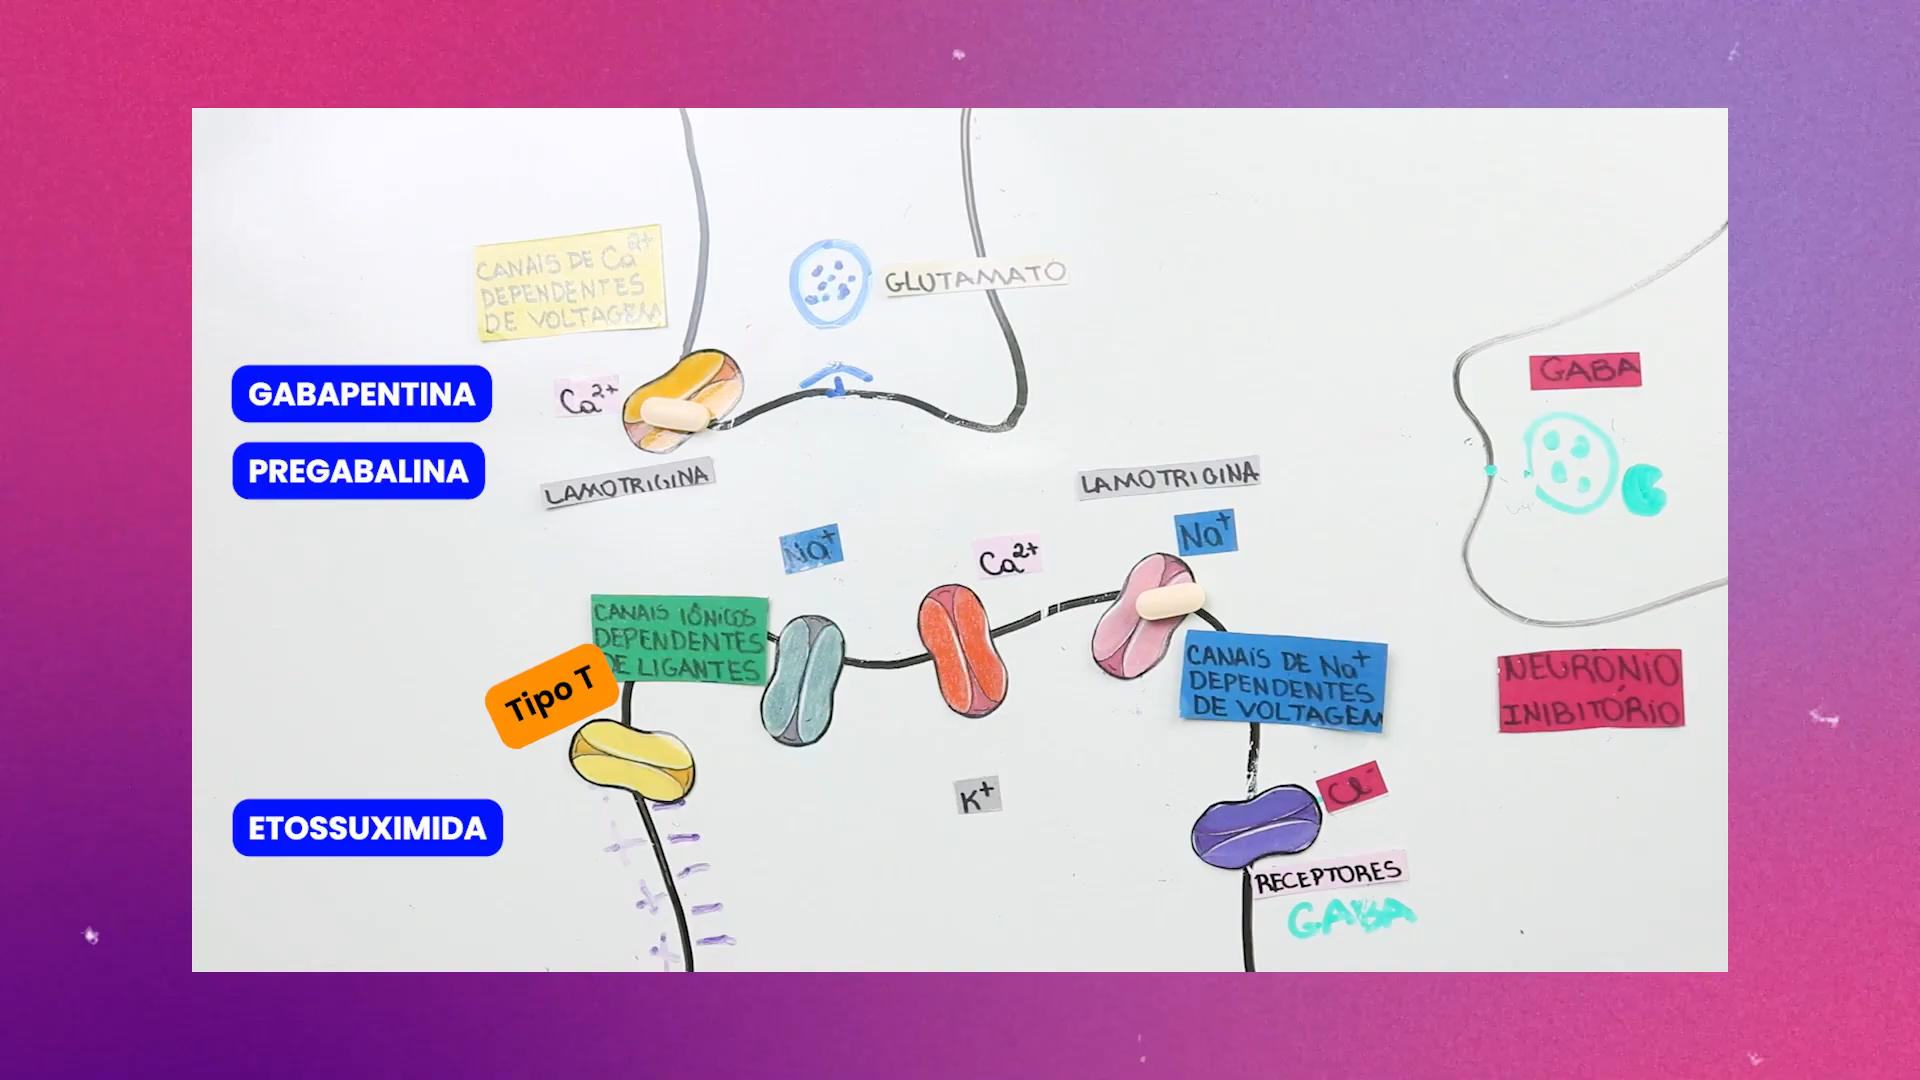 CANAIS DE Ca2+
DEPENDENTES
DE VOLTAGEM
GLUTAMATO
GABAPENTINA
Ca2+
PREGABALINA
LAMOTRIGINA
LAMOTRIGINA
GABA
Na+
Ca2+
Na+
CANAIS IÔNICOS
DEPENDENTES
DE LIGANTES
Tipo T
CANAIS DE Na+
DEPENDENTES
DE VOLTAGEM
NEURONIO
INIBITÓRIO
K+
Cl-
ETOSSUXIMIDA
RECEPTORES
GABA